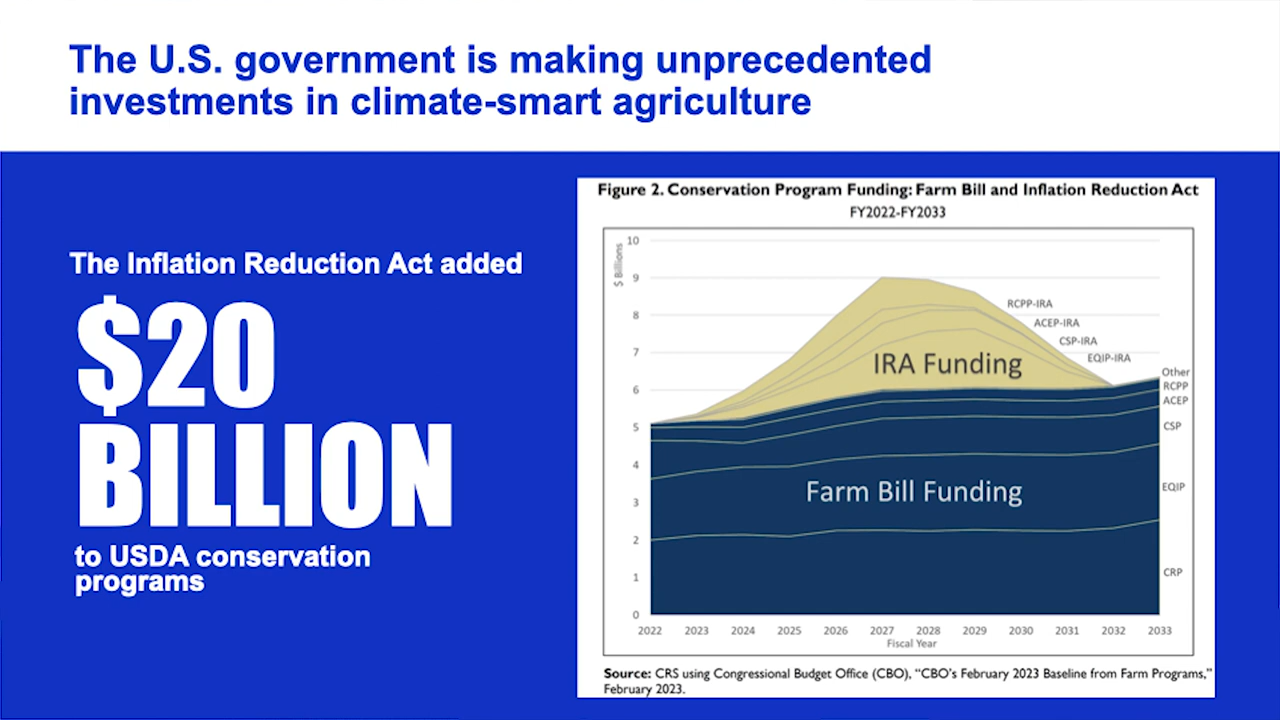 The U.S. government is making unprecedented
investments in climate-smart agriculture
The Inflation Reduction Act added
$20
BILLION
to USDA conservation
programs
Figure 2. Conservation Program Funding: Farm Bill and Inflation Reduction Act
FY2022-FY2033
$ Billions
10
9
8
7
6
5
4
3
2
1
0
RCPP-IRA
ACEP-IRA
CSP-IRA
EQIP-IRA
IRA Funding
Other
RCPP
ACEP
CSP
Farm Bill Funding
EQIP
CRP
2022 2023 2024 2025 2026 2027 2028 2029 2030 2031 2032 2033
Fiscal Year
Source: CRS using Congressional Budget Office (CBO), “CBO’s February 2023 Baseline from Farm Programs,”
February 2023.